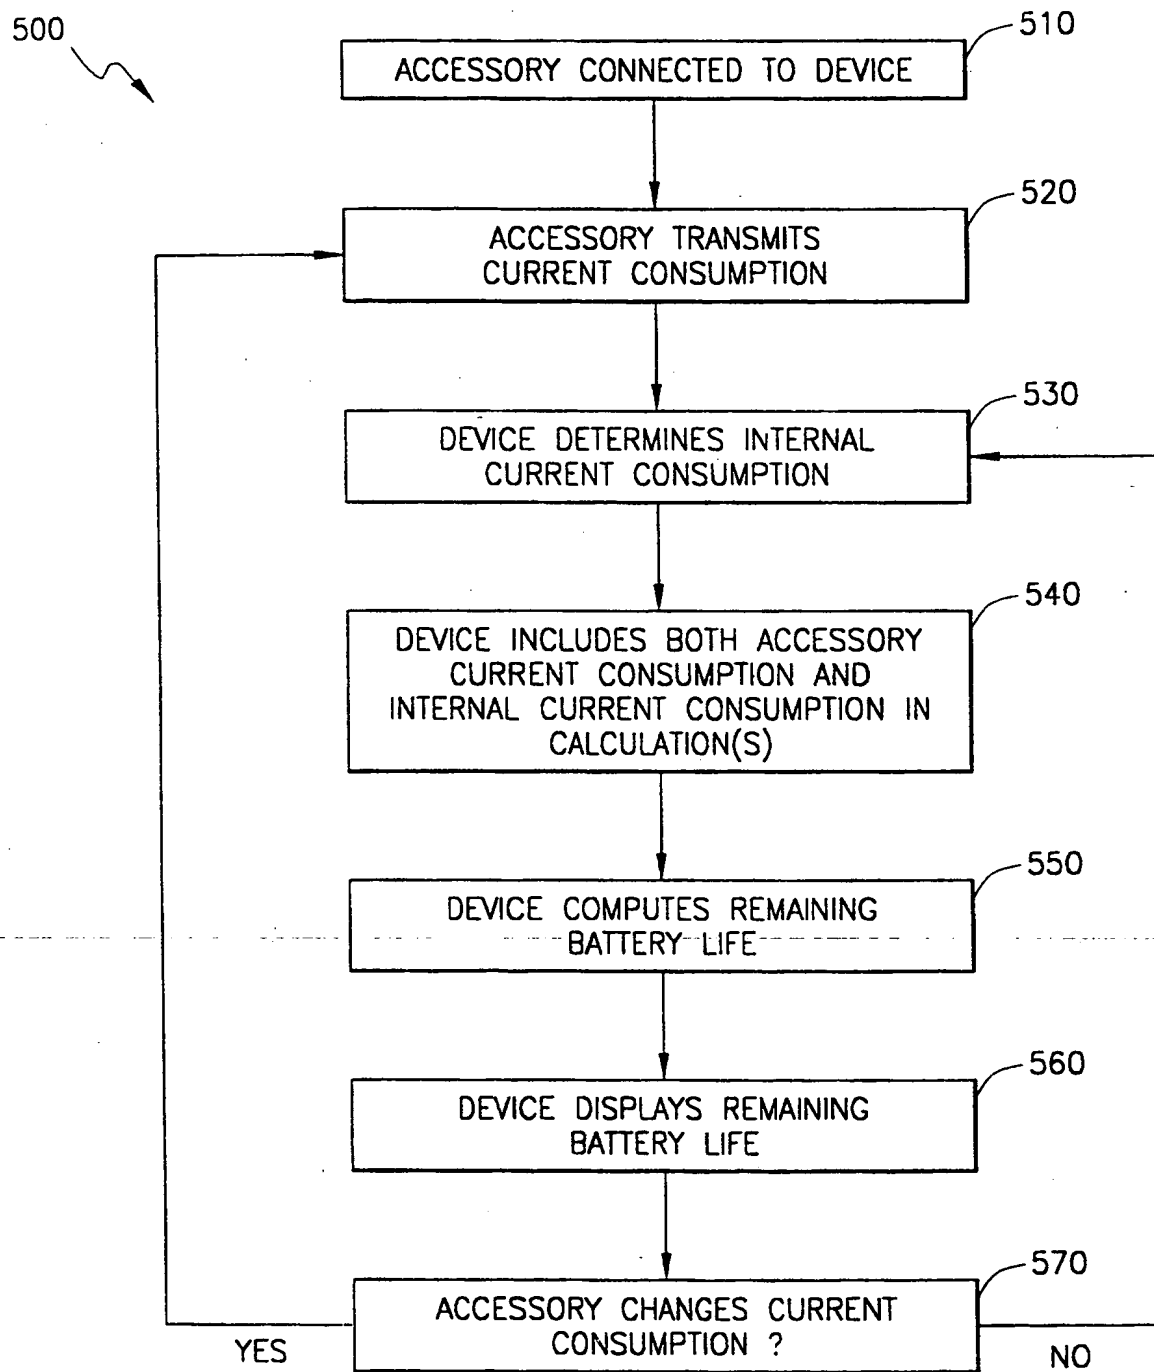 500
510
ACCESSORY CONNECTED TO DEVICE
520
ACCESSORY TRANSMITS
CURRENT CONSUMPTION
530
DEVICE DETERMINES INTERNAL
CURRENT CONSUMPTION
540
DEVICE INCLUDES BOTH ACCESSORY
CURRENT CONSUMPTION AND
INTERNAL CURRENT CONSUMPTION IN
CALCULATION(S)
550
DEVICE COMPUTES REMAINING
BATTERY LIFE
560
DEVICE DISPLAYS REMAINING
BATTERY LIFE
570
ACCESSORY CHANGES CURRENT
CONSUMPTION ?
YES
NO